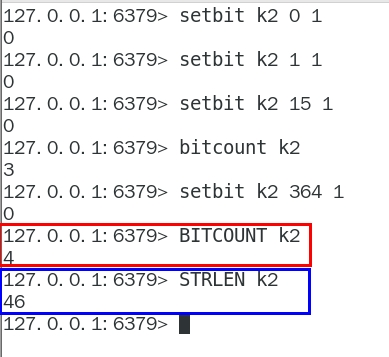 127.0.0.1:6379> setbit k2 0 1
0
127.0.0.1:6379> setbit k2 1 1
0
127.0.0.1:6379> setbit k2 15 1
0
127.0.0.1:6379> bitcount k2
3
127.0.0.1:6379> setbit k2 364 1
0
127.0.0.1:6379> BITCOUNT k2
4
127.0.0.1:6379> STRLEN k2
46
127.0.0.1:6379>